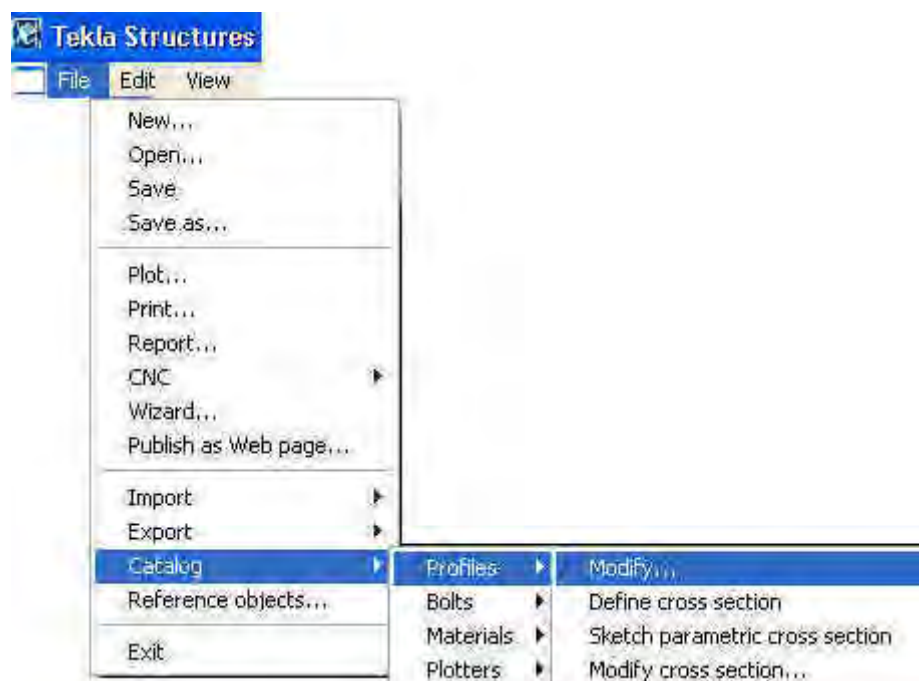 Tekla Structures
File Edit View
New...
Open...
Save
Save as...
Plot...
Print...
Report...
CNC
Wizard...
Publish as Web page...
Import
Export
Catalog Profiles Modify...
Reference objects... Bolts Define cross section
Materials Sketch parametric cross section
Exit
Plotters Modify cross section...